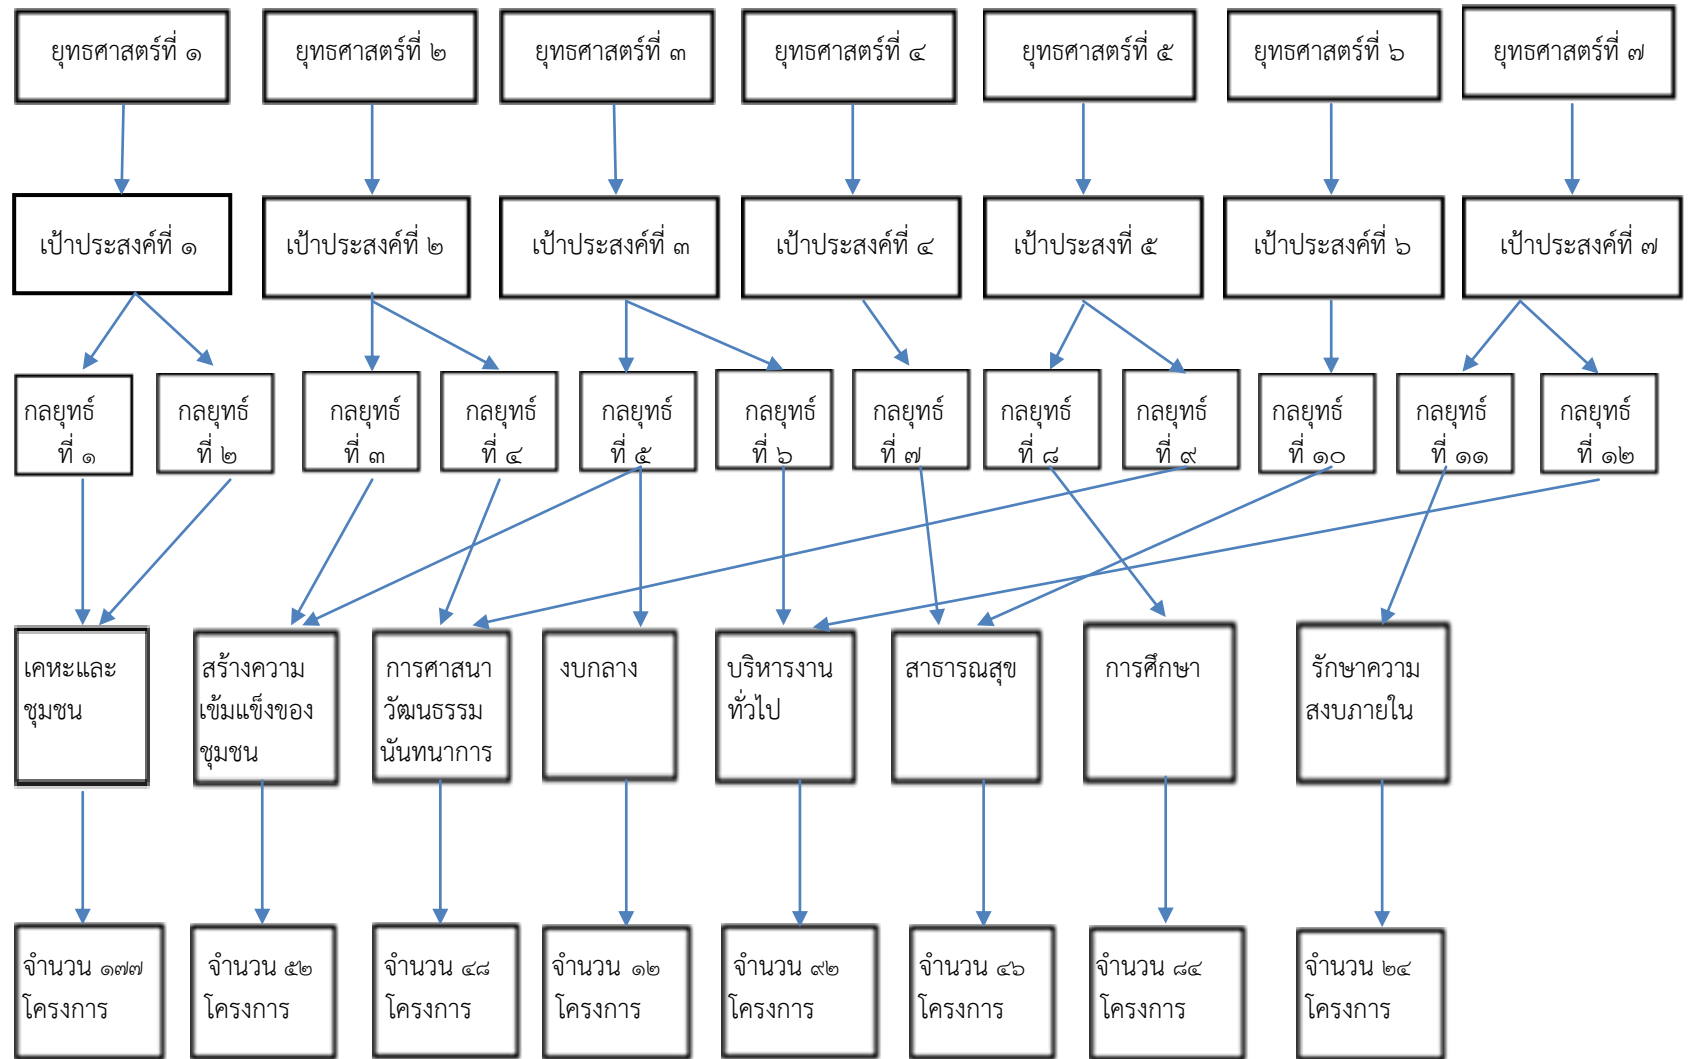 ยุทธศาสตร์ที่ ๑
ยุทธศาสตร์ที่ ๒
ยุทธศาสตร์ที่ ๓
ยุทธศาสตร์ที่ ๔
ยุทธศาสตร์ที่ ๕
ยุทธศาสตร์ที่ ๖
ยุทธศาสตร์ที่ ๗
เป้าประสงค์ที่ ๑
เป้าประสงค์ที่ ๒
เป้าประสงค์ที่ ๓
เป้าประสงค์ที่ ๔
เป้าประสงที่ ๕
เป้าประสงค์ที่ ๖
เป้าประสงค์ที่ ๗
กลยุทธ์
ที่ ๑
กลยุทธ์
ที่ ๒
กลยุทธ์
ที่ ๓
กลยุทธ์
ที่ ๔
กลยุทธ์
ที่ ๕
กลยุทธ์
ที่ ๖
กลยุทธ์
ที่ ๗
กลยุทธ์
ที่ ๘
กลยุทธ์
ที่ ๙
กลยุทธ์
ที่ ๑๐
กลยุทธ์
ที่ ๑๑
กลยุทธ์
ที่ ๑๒
เคหะและ
ชุมชน
สร้างความ
เข้มแข็งของ
ชุมชน
การศาสนา
วัฒนธรรม
นันทนาการ
งบกลาง
บริหารงาน
ทั่วไป
สาธารณสุข
การศึกษา
รักษาความ
สงบภายใน
จำนวน ๑๗๗
โครงการ
จำนวน ๕๒
โครงการ
จำนวน ๔๘
โครงการ
จำนวน ๑๒
โครงการ
จำนวน ๙๒
โครงการ
จำนวน ๔๖
โครงการ
จำนวน ๘๔
โครงการ
จำนวน ๒๔
โครงการ